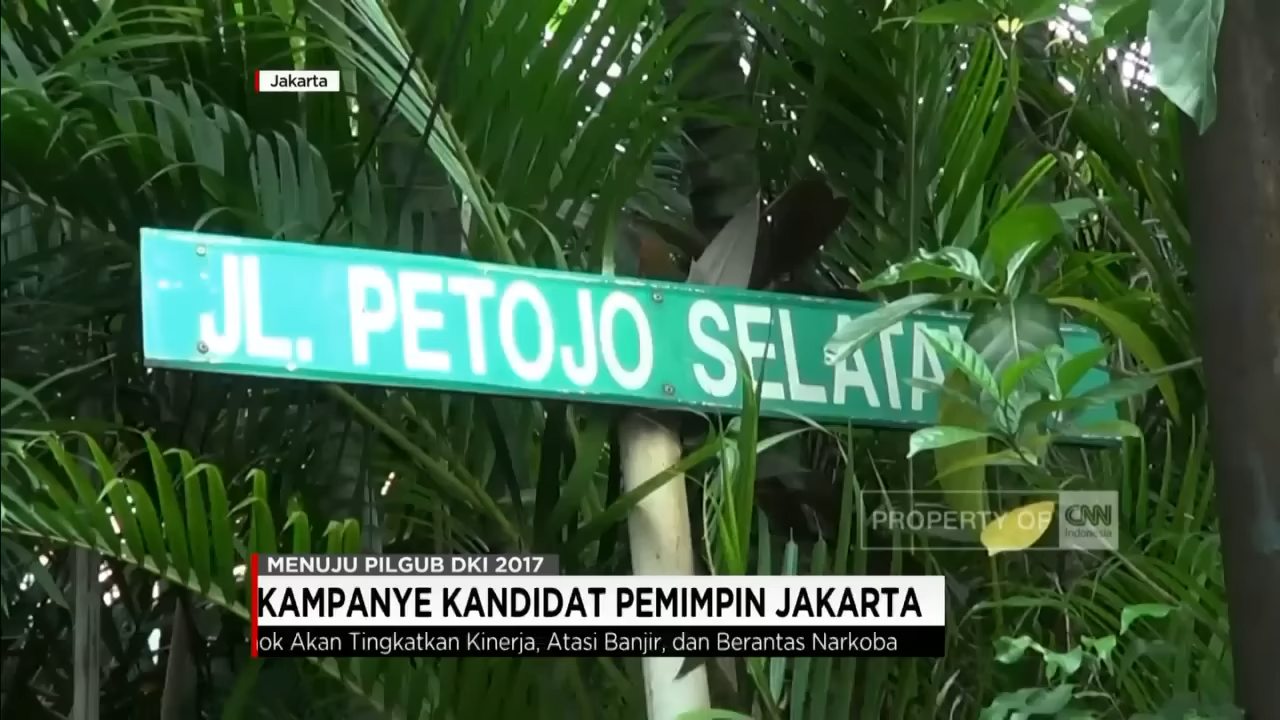 Jakarta
JL. PETOJO SELATA
PROPERTY OF CNN
Indonesia
MENUJU PILGUB DKI 2017
KAMPANYE KANDIDAT PEMIMPIN JAKARTA
ok Akan Tingkatkan Kinerja, Atasi Banjir, dan Berantas Narkoba